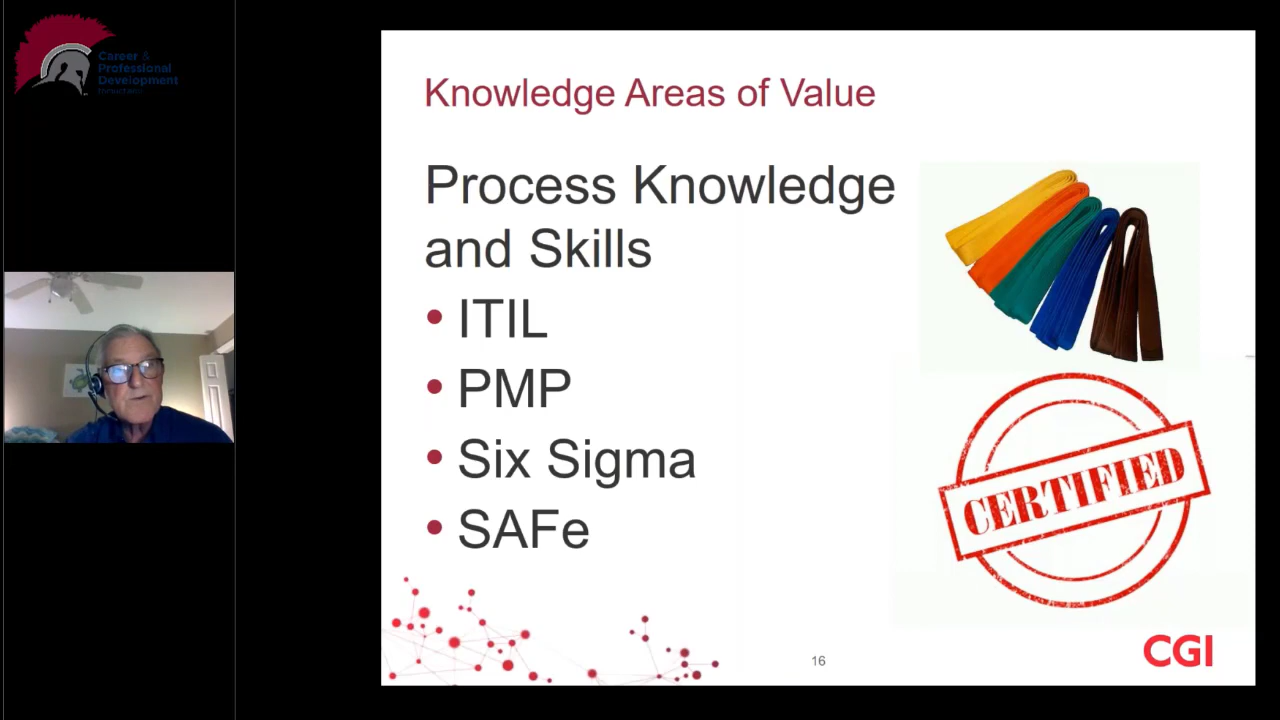 Career &
Professional
Development
Knowledge Areas of Value
Process Knowledge
and Skills
• ITIL
• PMP
• Six Sigma
• SAFe
CERTIFIED
16
CGI